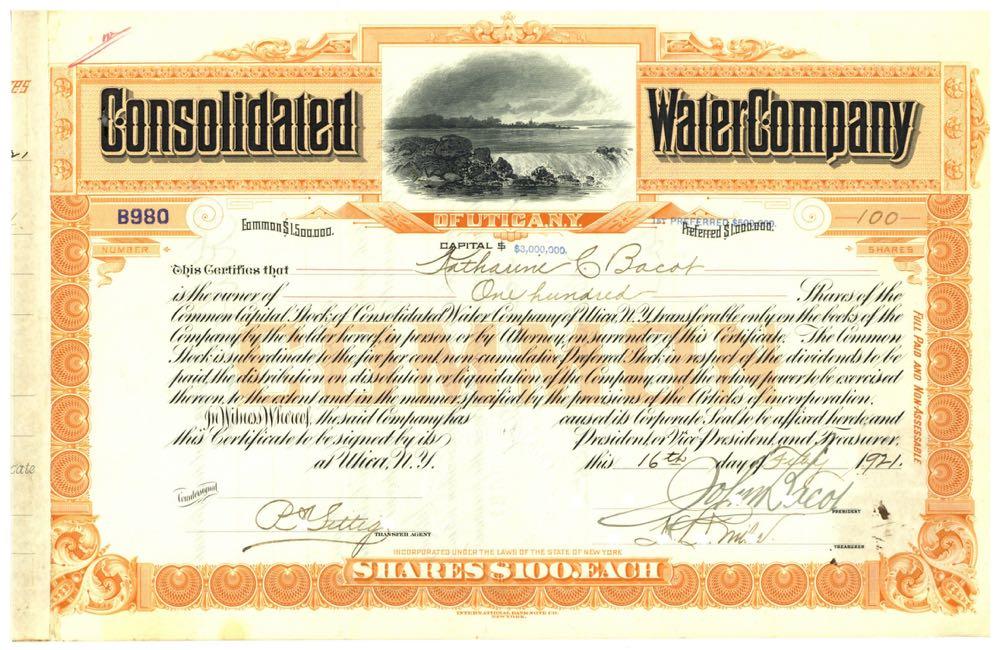 Consolidated Water Company
OF UTICA N.Y.
B980
NUMBER
Common $1,500,000.
1ST PREFERRED $500,000.
Preferred $1,000,000.
100
SHARES
CAPITAL $ $3,000,000.
This Certifies that Katharine C Bacot
is the owner of One hundred Shares of the
Common Capital Stock of Consolidated Water Company of Utica, N.Y. transferable only on the books of the
Company by the holder hereof, in person or by Attorney, on surrender of this Certificate. The Common
Stock is subordinate to the five per cent, non-cumulative Preferred Stock in respect of the dividends to be
paid, the distribution on dissolution or liquidation of the Company, and the voting power to be exercised
thereon, to the extent and in the manner specified by the provisions of the Articles of incorporation.
COMMON
In Witness Whereof, the said Company has caused its Corporate Seal to be affixed hereto, and
this Certificate to be signed by its President, or Vice-President, and Treasurer,
at Utica, N.Y. this 16th day of July 1921.
FULL PAID AND NON-ASSESSABLE
Countersigned
TRANSFER AGENT
John Bacot
PRESIDENT
TREASURER
INCORPORATED UNDER THE LAWS OF THE STATE OF NEW YORK
SHARES $100. EACH
INTERNATIONAL BANK NOTE CO.
NEW YORK.